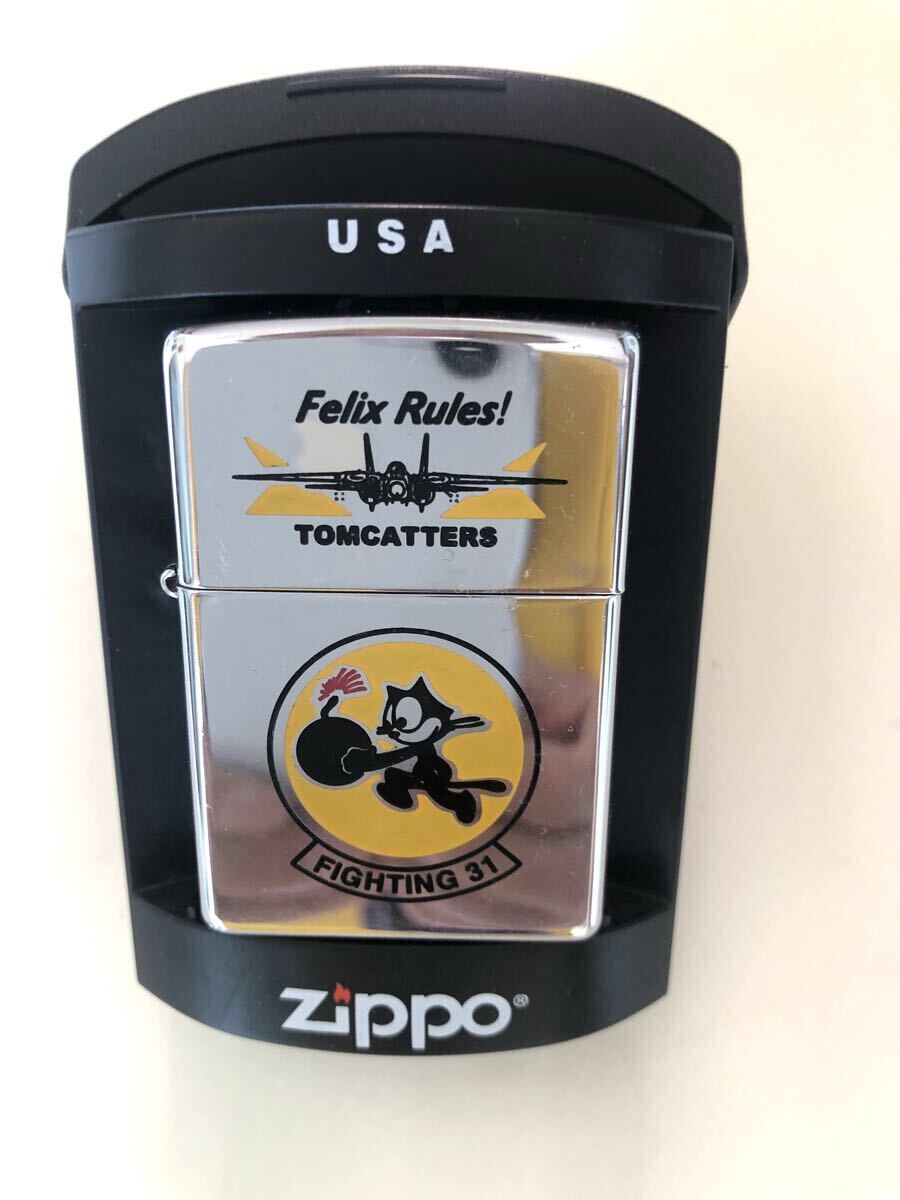 USA
Felix Rules!
TOMCATTERS
FIGHTING 31
Zippo®